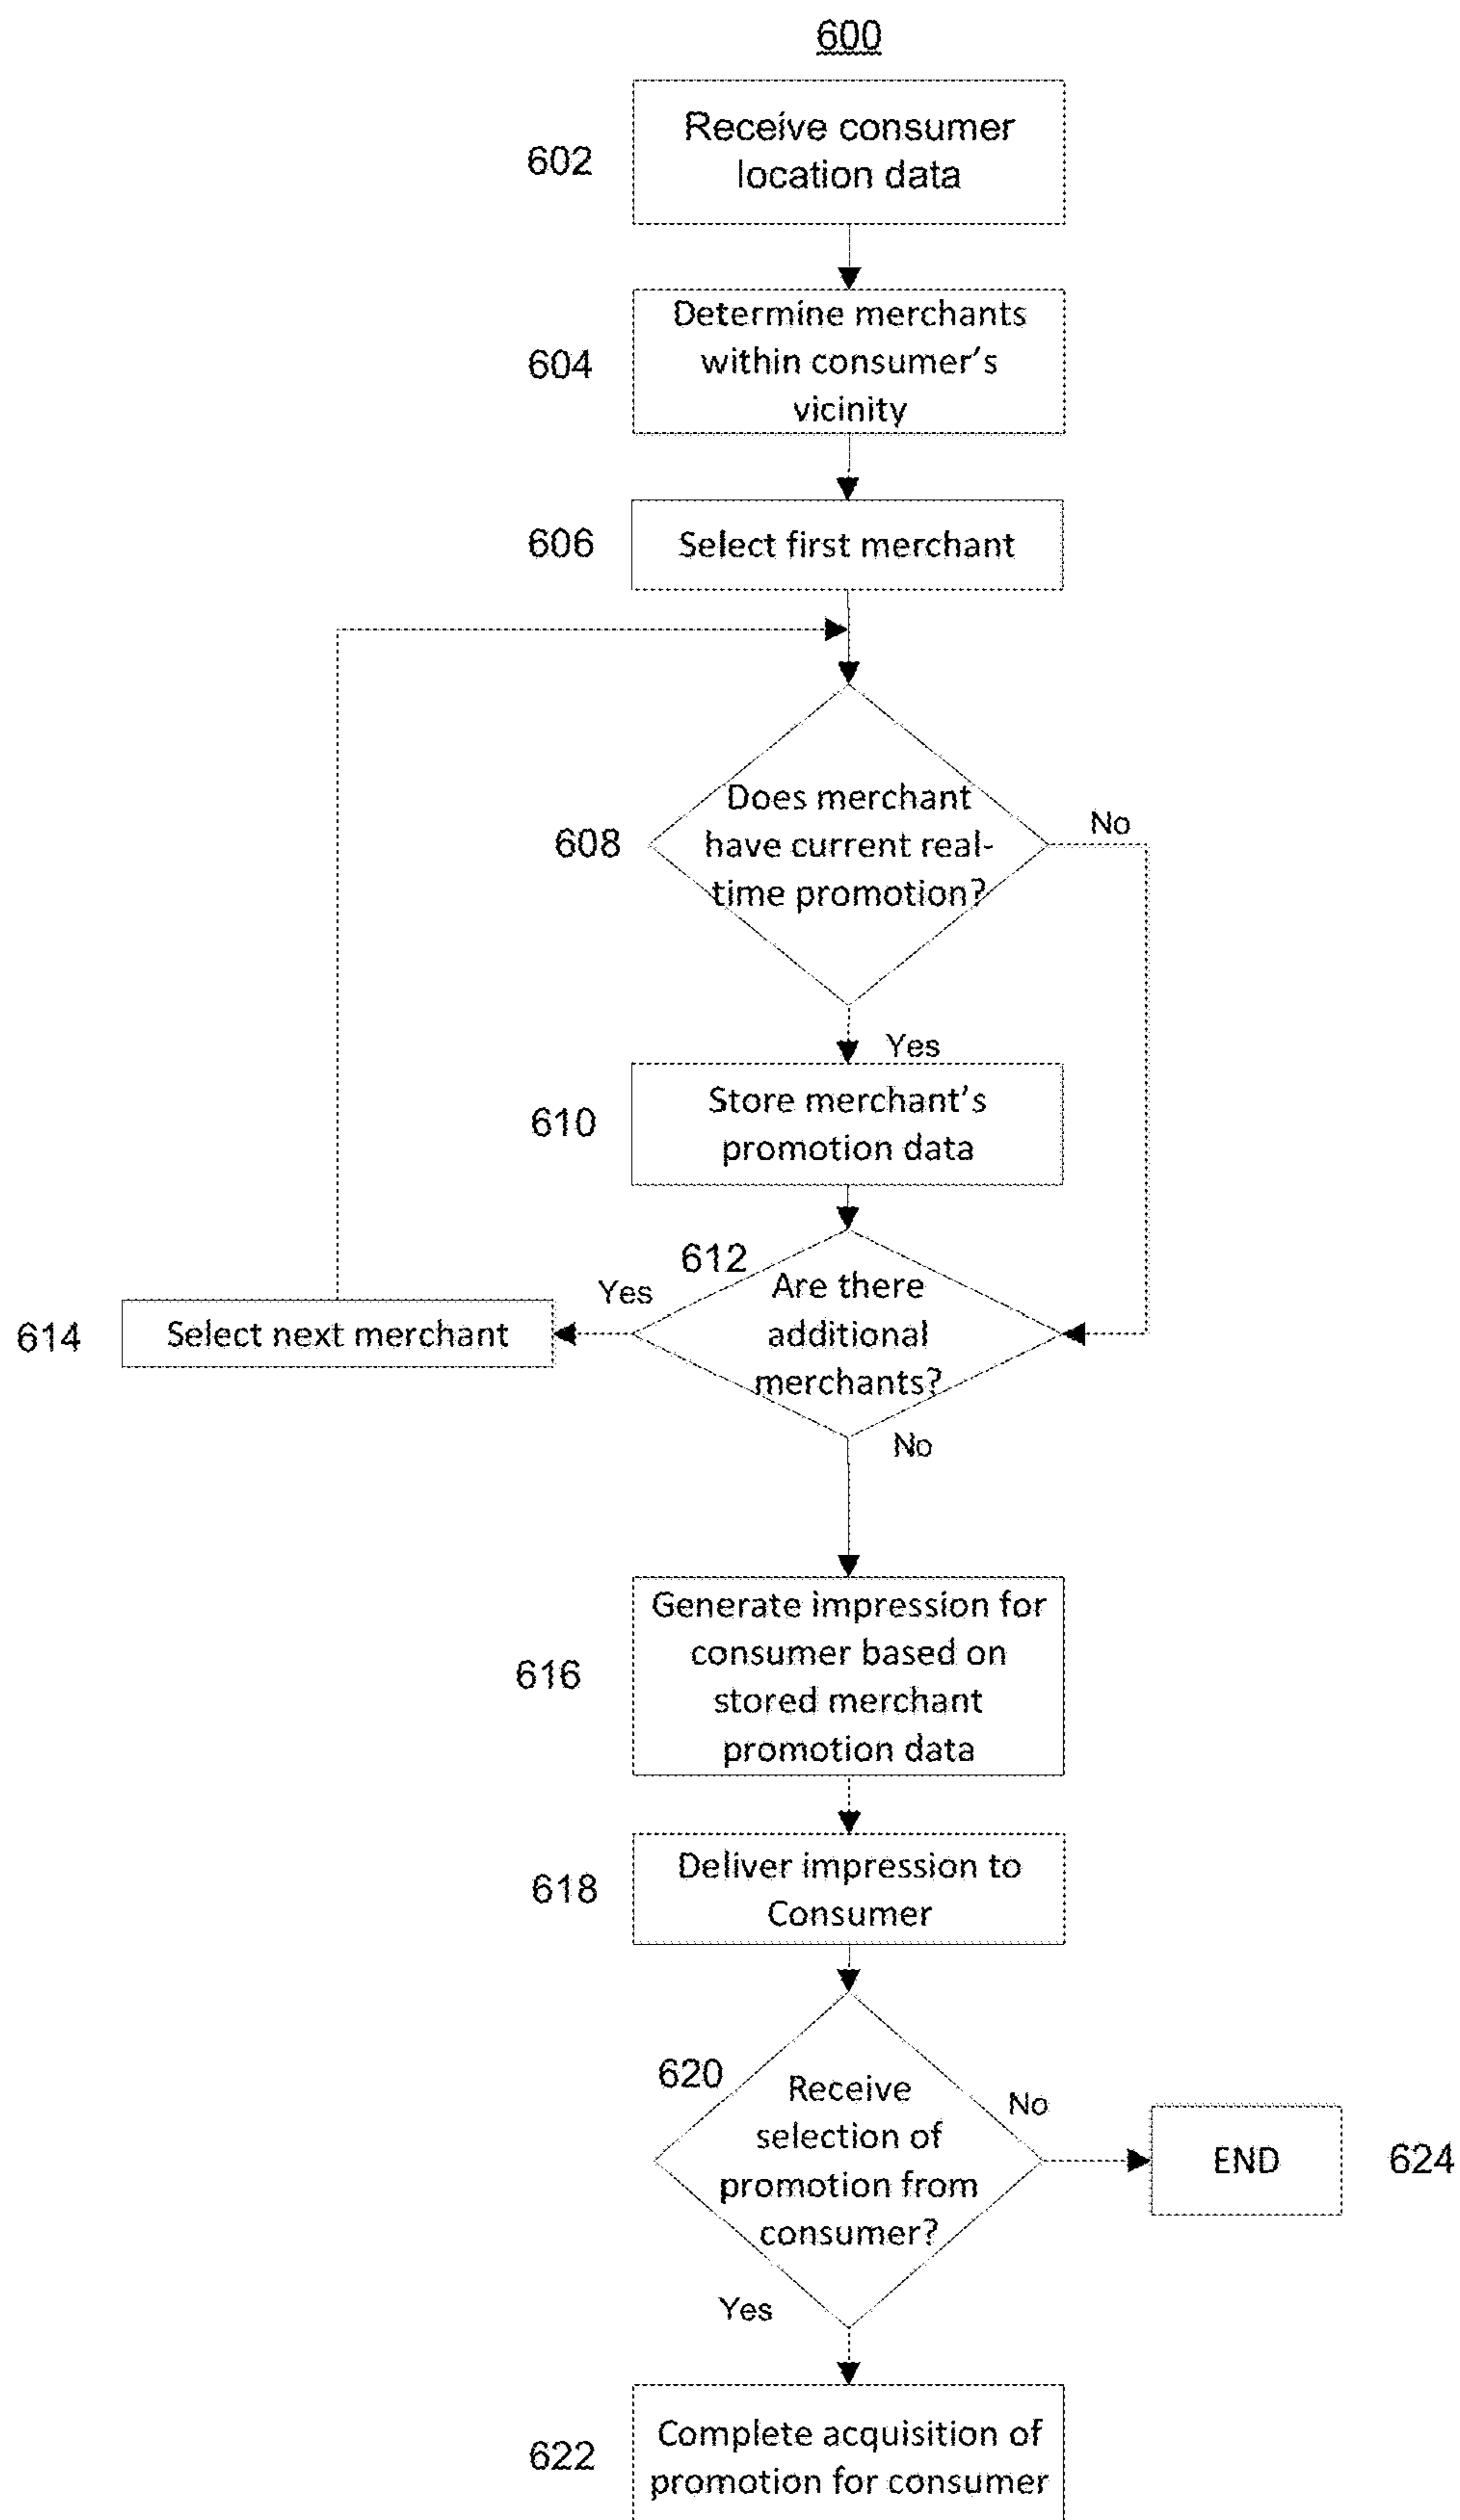 600
602
Receive consumer
location data
604
Determine merchants
within consumer's
vicinity
606
Select first merchant
608
Does merchant
have current real-
time promotion?
No
Yes
610
Store merchant's
promotion data
612
Are there
additional
merchants?
Yes
614
Select next merchant
No
616
Generate impression for
consumer based on
stored merchant
promotion data
618
Deliver impression to
Consumer
620
Receive
selection of
promotion from
consumer?
No
END
624
Yes
622
Complete acquisition of
promotion for consumer